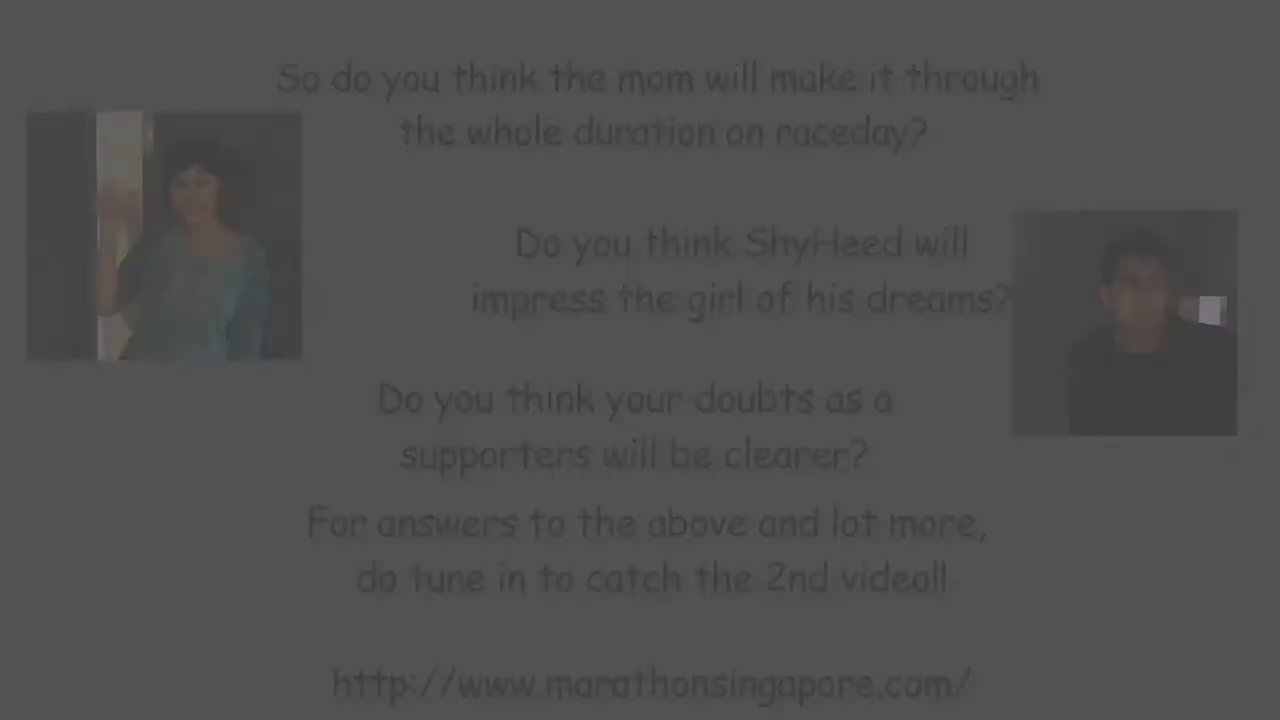 So do you think the mom will make it through
the whole duration on raceday?
Do you think ShyHeed will
impress the girl of his dreams?
Do you think your doubts as a
supporters will be clearer?
For answers to the above and lot more,
do tune in to catch the 2nd video!!
http://www.marathonsingapore.com/